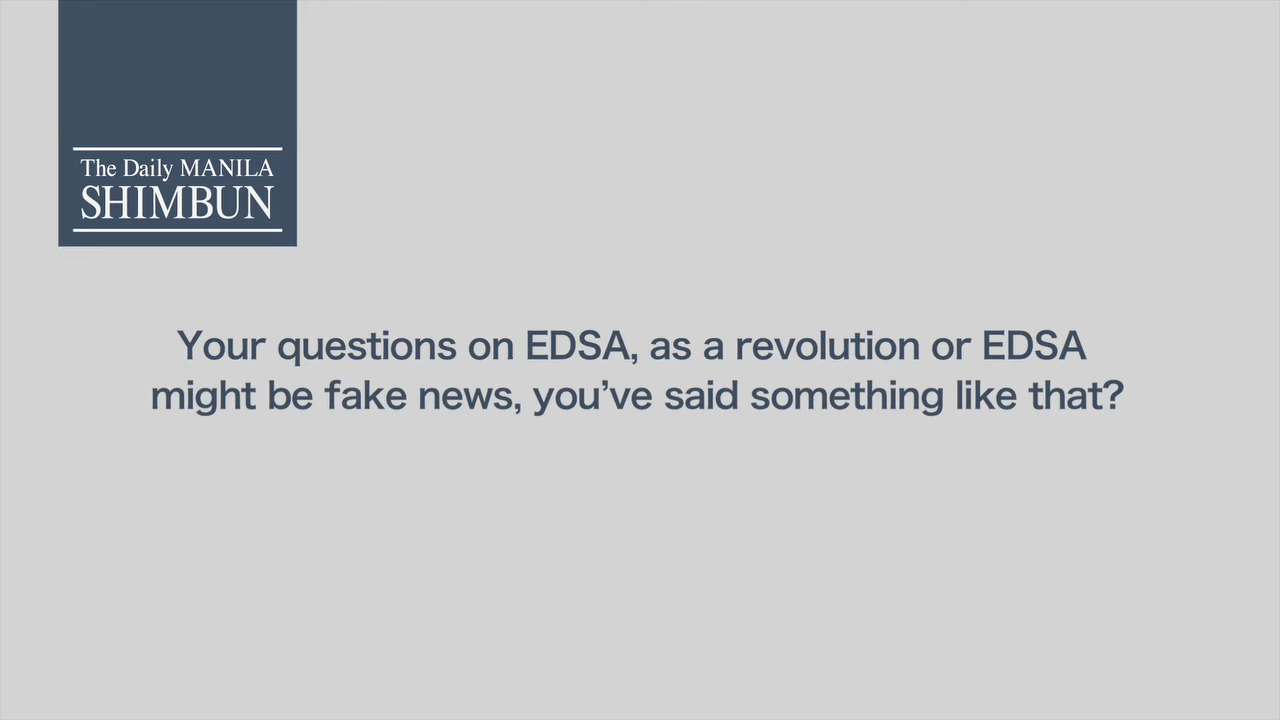 The Daily MANILA
SHIMBUN
Your questions on EDSA, as a revolution or EDSA
might be fake news, you’ve said something like that?